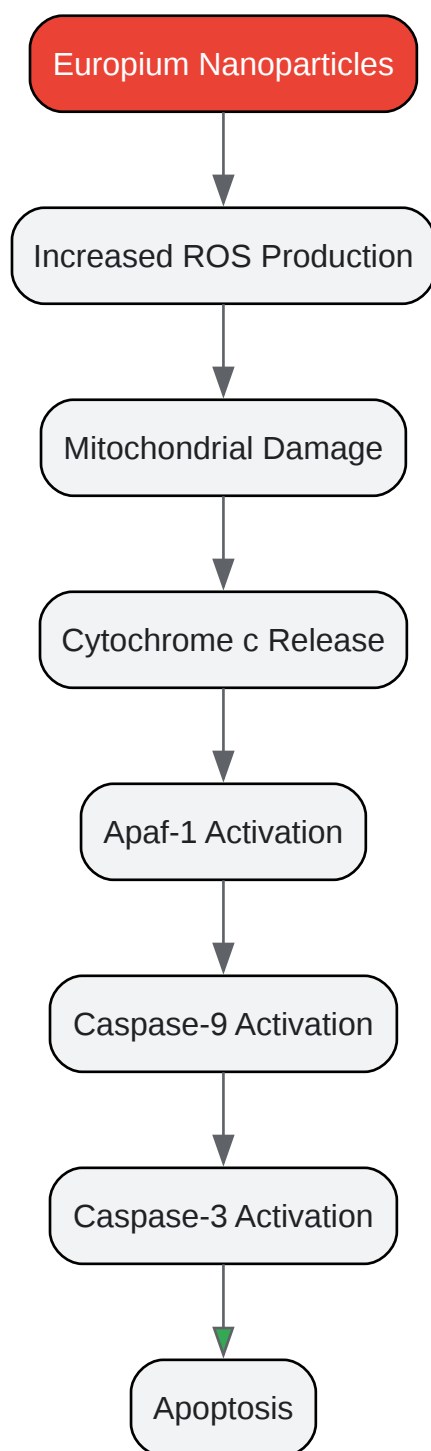 Europium Nanoparticles
Increased ROS Production
Mitochondrial Damage
Cytochrome c Release
Apaf-1 Activation
Caspase-9 Activation
Caspase-3 Activation
Apoptosis